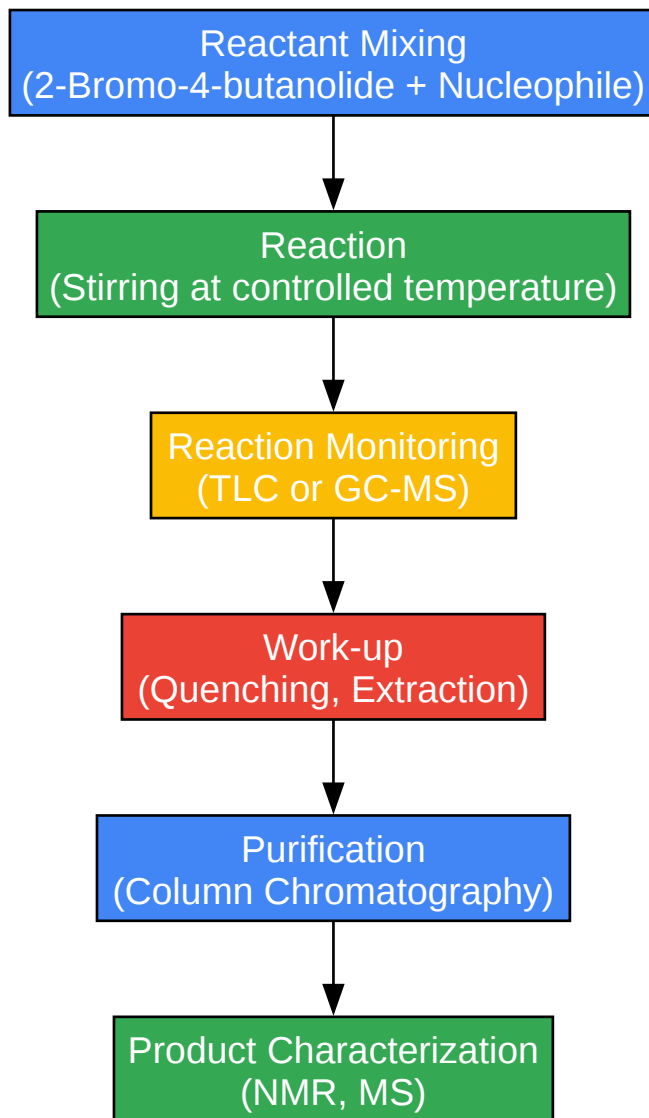 Reactant Mixing
(2-Bromo-4-butanolide + Nucleophile)
Reaction
(Stirring at controlled temperature)
Reaction Monitoring
(TLC or GC-MS)
Work-up
(Quenching, Extraction)
Purification
(Column Chromatography)
Product Characterization
(NMR, MS)